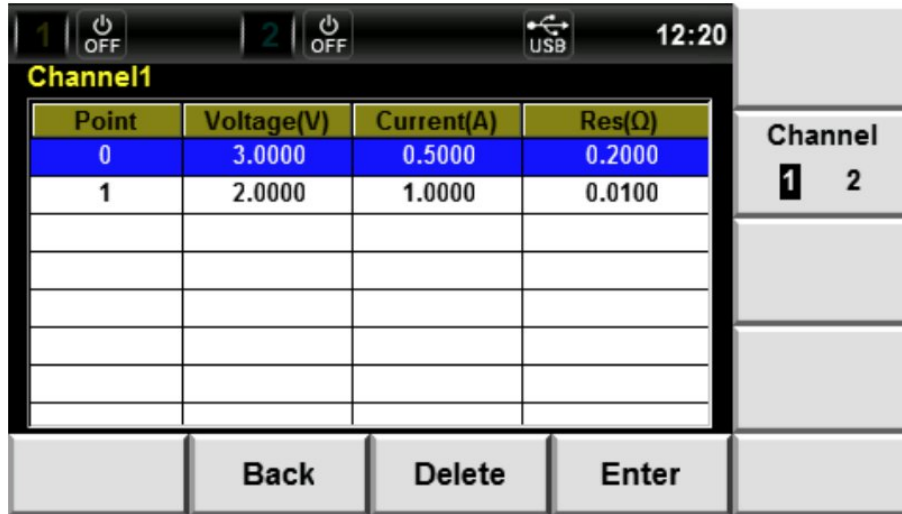 1 OFF 2 OFF USB 12:20
Channel1
Point Voltage(V) Current(A) Res(Ω)
0 3.0000 0.5000 0.2000
1 2.0000 1.0000 0.0100
Channel
1 2
Back Delete Enter